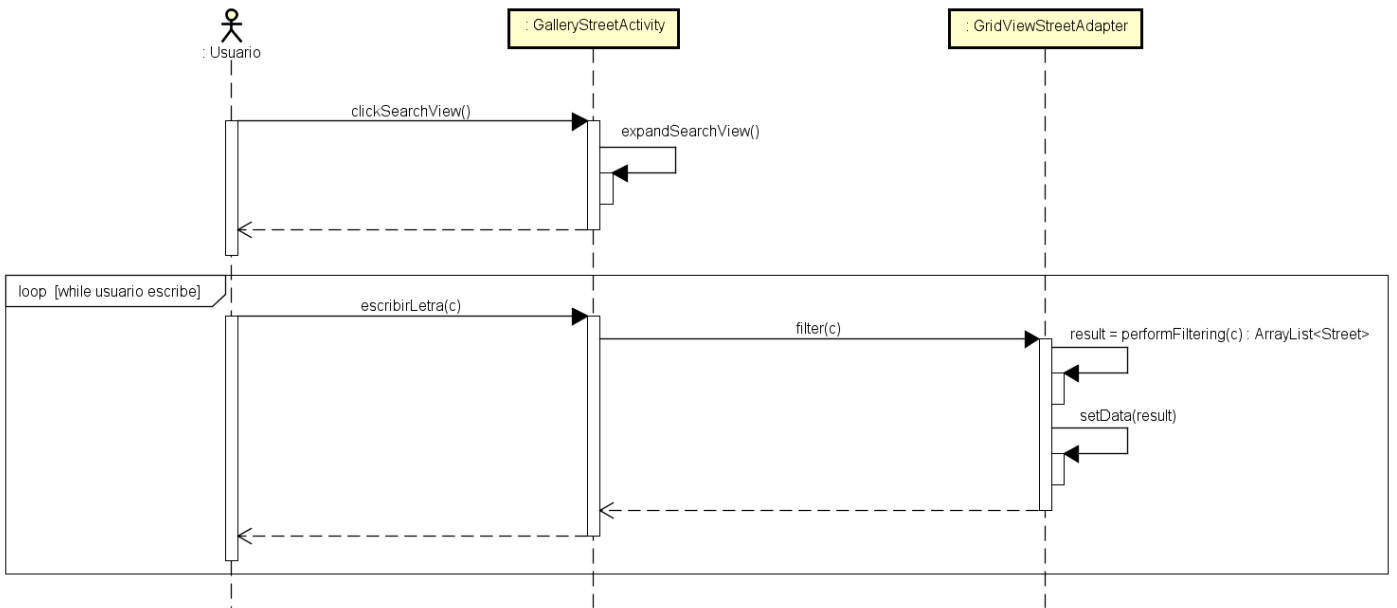 : Usuario
: GalleryStreetActivity
: GridViewStreetAdapter
clickSearchView()
expandSearchView()
loop [while usuario escribe]
escribirLetra(c)
filter(c)
result = performFiltering(c) : ArrayList<Street>
setData(result)